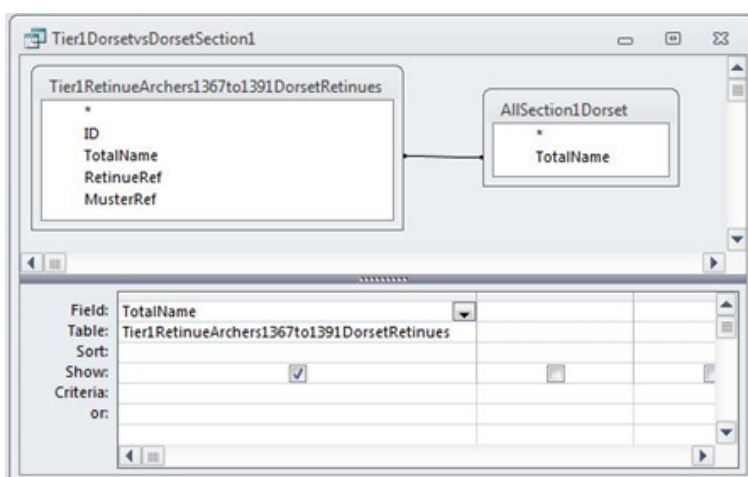 Tier1DorsetvsDorsetSection1
Tier1RetinueArchers1367to1391DorsetRetinues
*
ID
TotalName
RetinueRef
MusterRef
AllSection1Dorset
*
TotalName
Field: TotalName
Table: Tier1RetinueArchers1367to1391DorsetRetinues
Sort:
Show:
Criteria:
or: